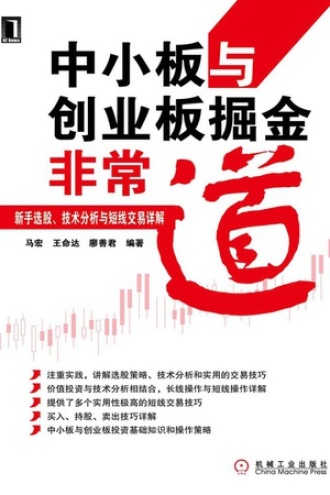 中小板与
创业板掘金
非常道
新手选股、技术分析与短线交易详解
马宏 王命达 廖善君 编著
注重实践，讲解选股策略、技术分析和实用的交易技巧
价值投资与技术分析相结合，长线操作与短线操作详解
提供了多个实用性极高的短线交易技巧
买入、持股、卖出技巧详解
中小板与创业板投资基础知识和操作策略
机械工业出版社
China Machine Press